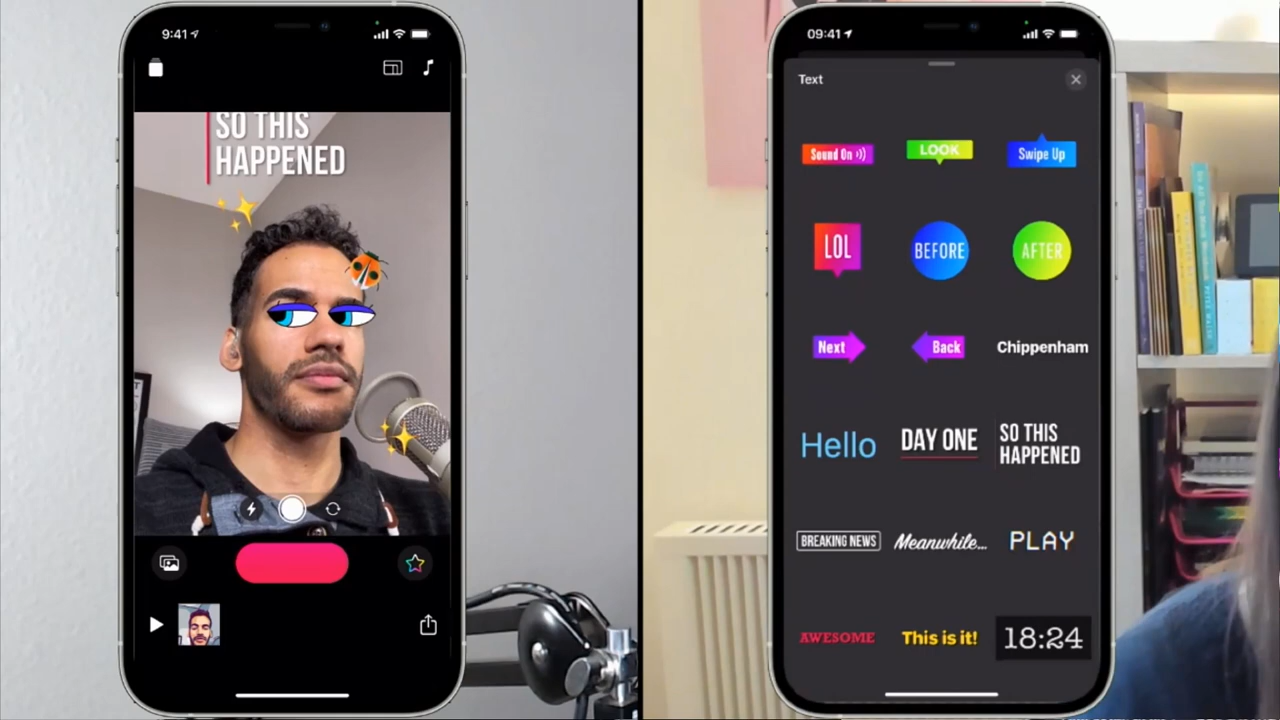 9:41
SO THIS
HAPPENED
09:41
Text
Sound On
LOOK
Swipe Up
LOL
BEFORE
AFTER
Next
Back
Chippenham
Hello
DAY ONE
SO THIS
HAPPENED
BREAKING NEWS
Meanwhile...
PLAY
AWESOME
This is it!
18:24